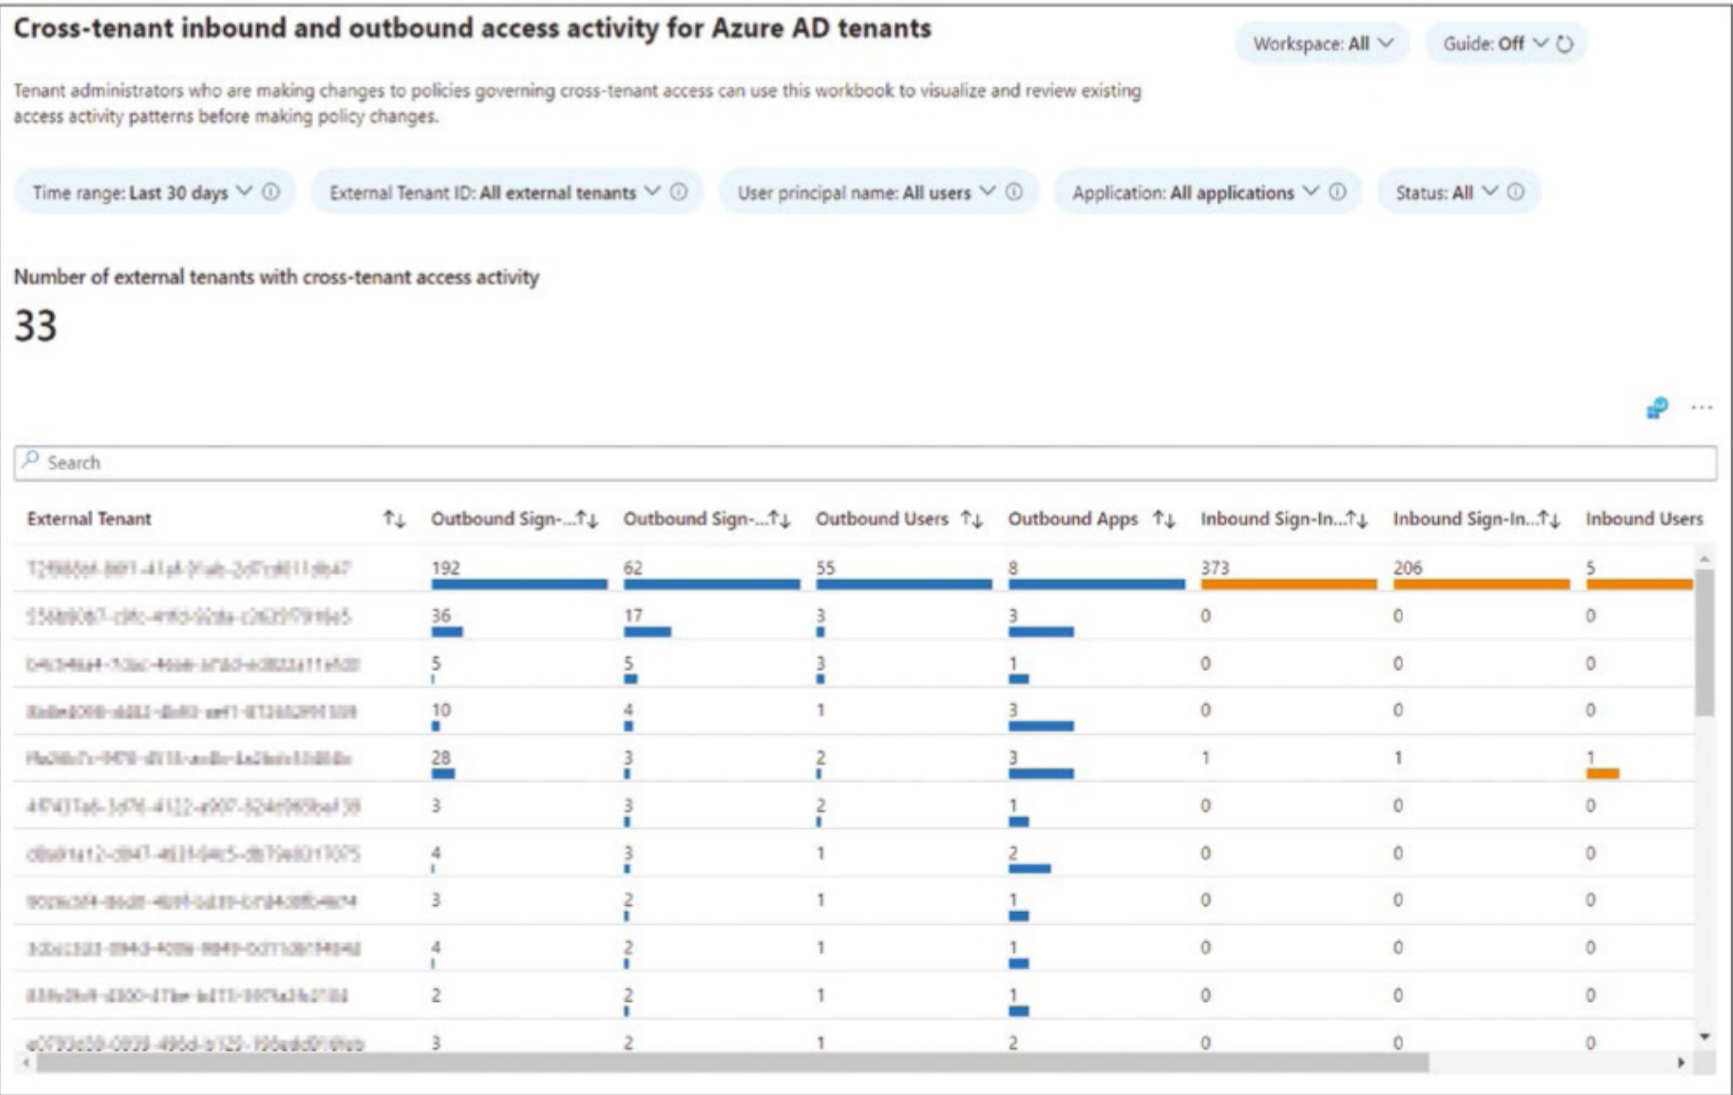 Cross-tenant inbound and outbound access activity for Azure AD tenants
Workspace: All
Guide: Off
Tenant administrators who are making changes to policies governing cross-tenant access can use this workbook to visualize and review existing
access activity patterns before making policy changes.
Time range: Last 30 days
External Tenant ID: All external tenants
User principal name: All users
Application: All applications
Status: All
Number of external tenants with cross-tenant access activity
33
Search
External Tenant Outbound Sign-... Outbound Sign-... Outbound Users Outbound Apps Inbound Sign-In... Inbound Sign-In... Inbound Users
192 62 55 8 373 206 5
36 17 3 3 0 0 0
5 5 3 1 0 0 0
10 4 1 3 0 0 0
28 3 2 3 1 1 1
3 3 2 1 0 0 0
4 3 1 2 0 0 0
3 2 1 1 0 0 0
4 2 1 1 0 0 0
2 2 1 1 0 0 0
3 2 1 2 0 0 0